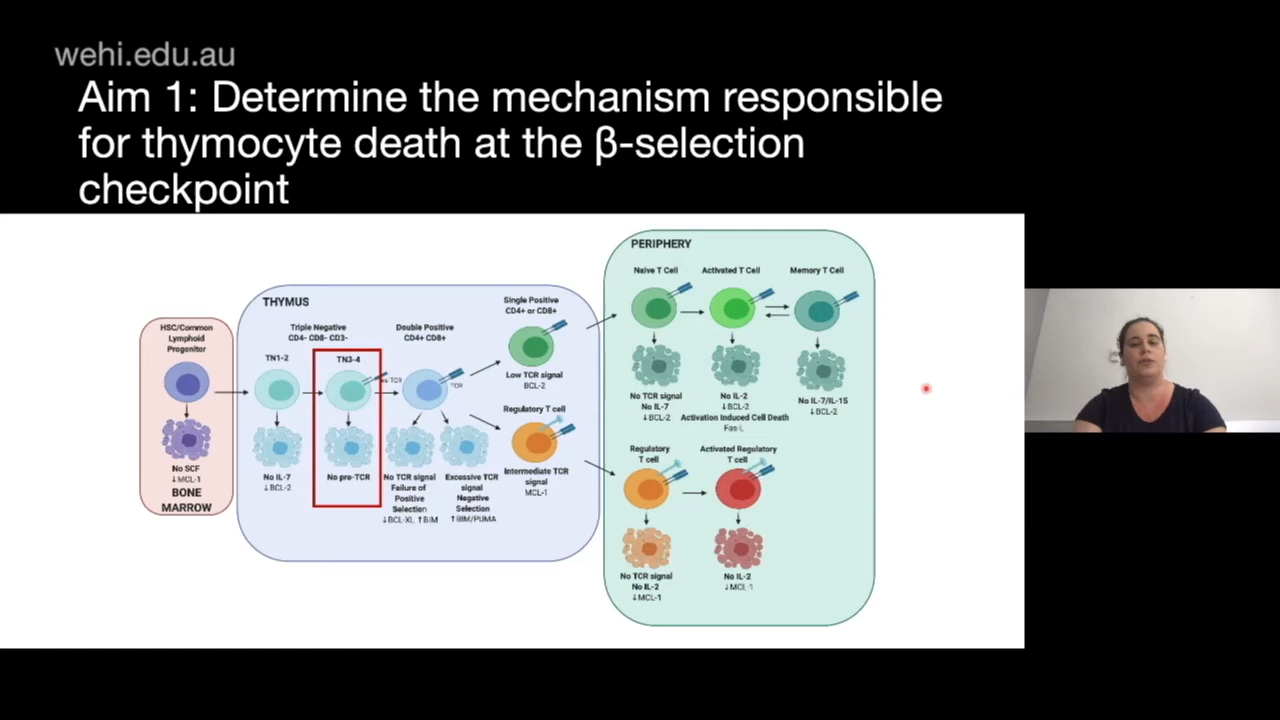 wehi.edu.au
Aim 1: Determine the mechanism responsible
for thymocyte death at the β-selection
checkpoint
HSC/Common
Lymphoid
Progenitor
No SCF
↓MCL-1
BONE
MARROW
THYMUS
Triple Negative
CD4- CD8- CD3-
TN1-2
No IL-7
↓BCL-2
TN3-4
No pre-TCR
Double Positive
CD4+ CD8+
TCR
No TCR signal
Failure of
Positive
Selection
↓BCL-XL ↑BIM
Excessive TCR
signal
Negative
Selection
↑BIM/PUMA
Single Positive
CD4+ or CD8+
Low TCR signal
BCL-2
Regulatory T cell
Intermediate TCR
signal
MCL-1
PERIPHERY
Naive T Cell
No TCR signal
No IL-7
↓BCL-2
Activated T Cell
No IL-2
↓BCL-2
Activation Induced Cell Death
Fas-L
Memory T Cell
No IL-7/IL-15
↓BCL-2
Regulatory
T cell
No TCR signal
No IL-2
↓MCL-1
Activated Regulatory
T cell
No IL-2
↓MCL-1